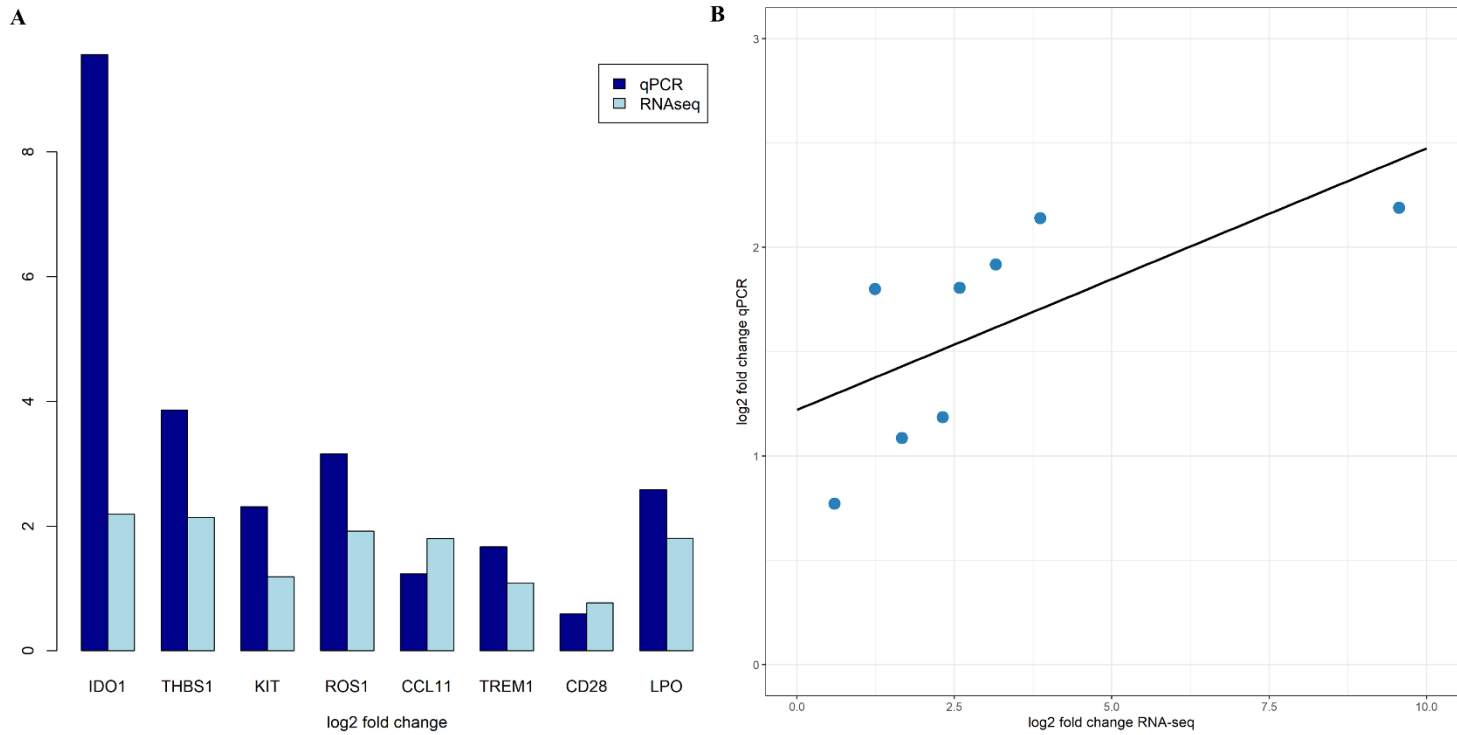 A
qPCR
RNAseq
8
6
4
2
0
IDO1 THBS1 KIT ROS1 CCL11 TREM1 CD28 LPO
log2 fold change
B
3
2
1
0
log2 fold change qPCR
0.0 2.5 5.0 7.5 10.0
log2 fold change RNA-seq